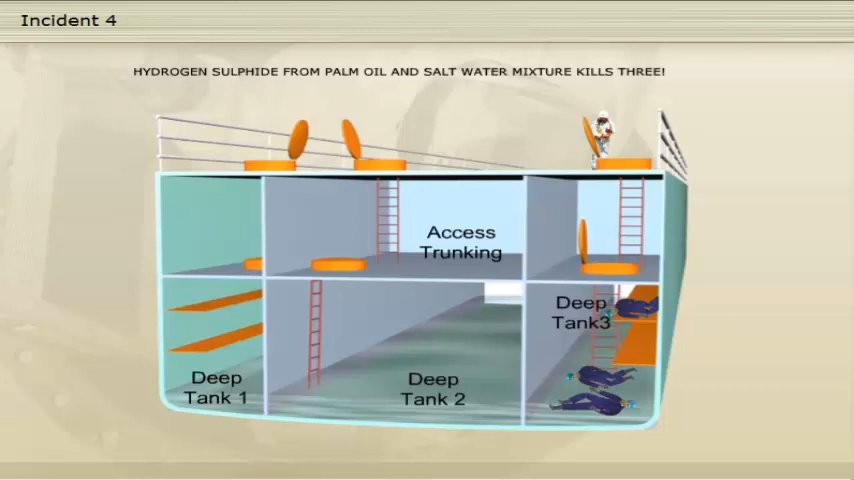 Incident 4
HYDROGEN SULPHIDE FROM PALM OIL AND SALT WATER MIXTURE KILLS THREE!
Access
Trunking
Deep
Tank3
Deep
Tank 1
Deep
Tank 2